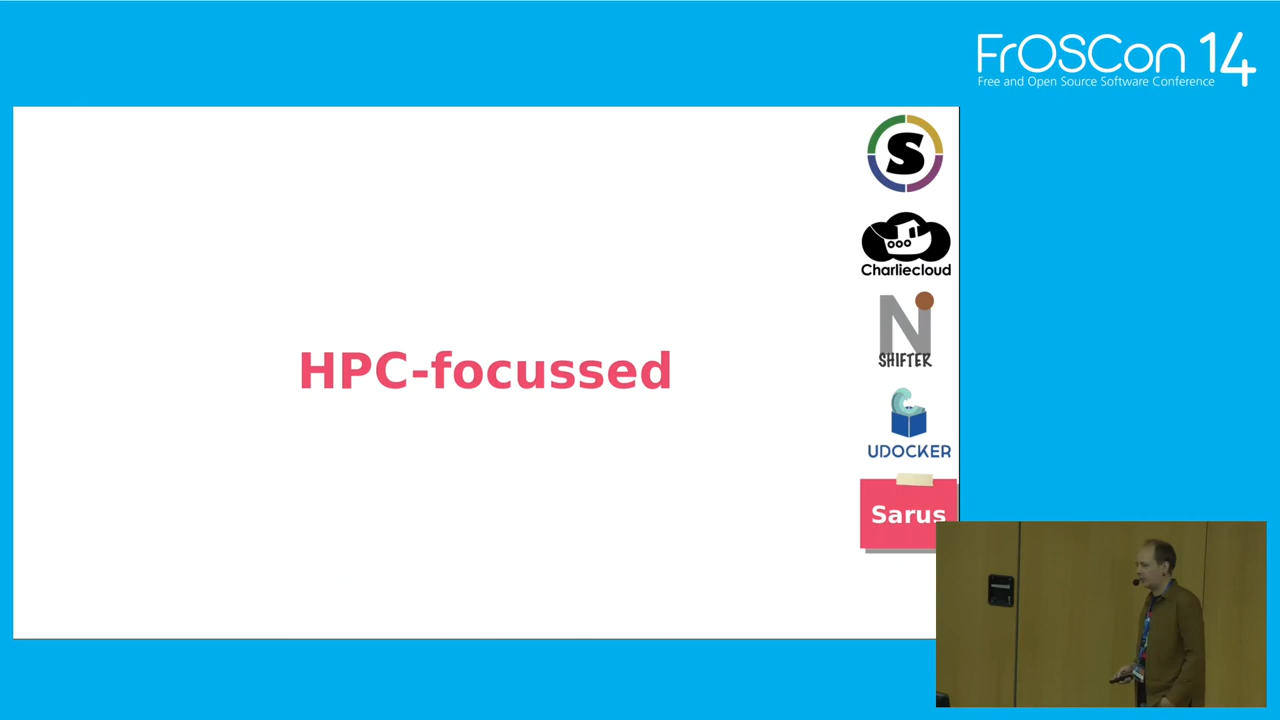 FrOSCon 14
Free and Open Source Software Conference
S
Charliecloud
N
SHIFTER
HPC-focussed
UDOCKER
Sarus